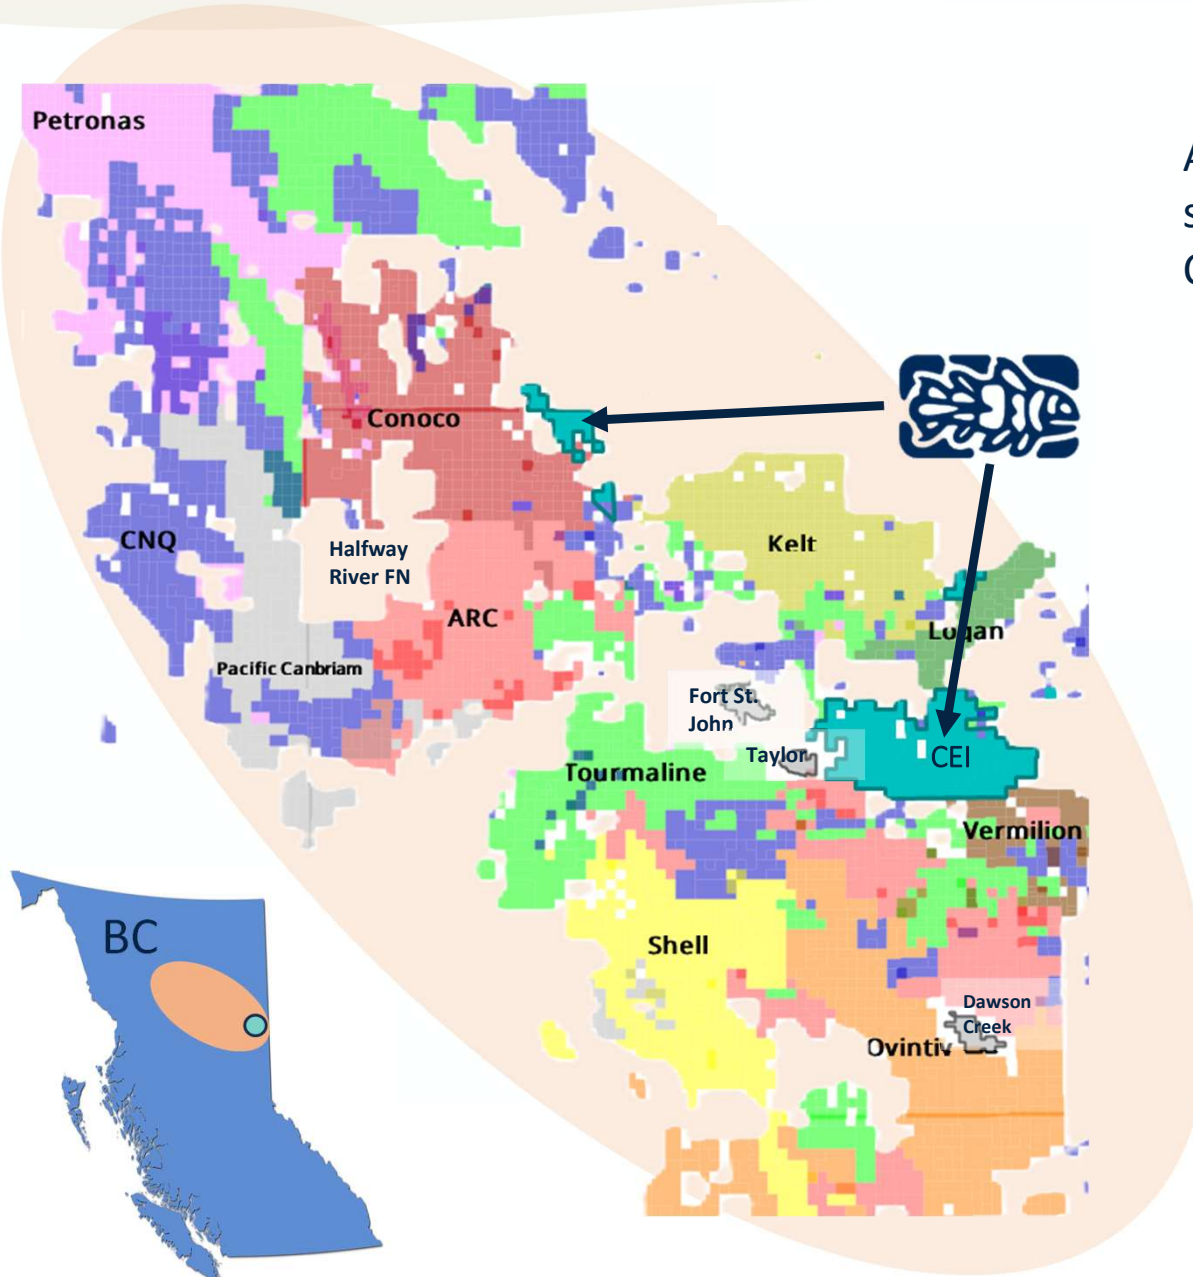 Petronas
A
s
C
Conoco
CNQ
Halfway
River FN
Kelt
ARC
Logan
Pacific Canbriam
Fort St.
John
Taylor
CEI
Tourmaline
Vermilion
BC
Shell
Dawson
Creek
Ovintiv